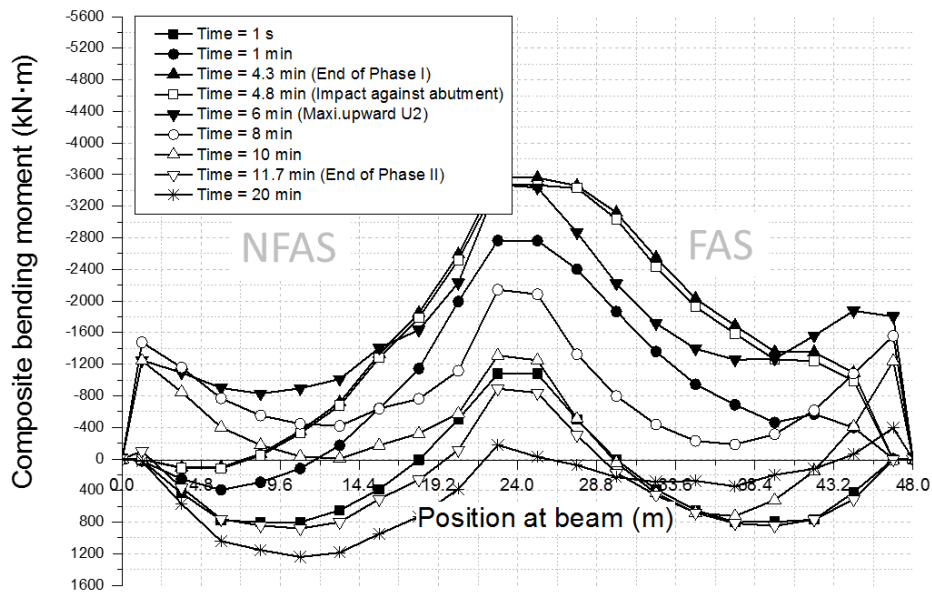 Composite bending moment (kN·m)
-5600
-5200
-4800
-4400
-4000
-3600
-3200
-2800
-2400
-2000
-1600
-1200
-800
-400
0
400
800
1200
1600
Time = 1 s
Time = 1 min
Time = 4.3 min (End of Phase I)
Time = 4.8 min (Impact against abutment)
Time = 6 min (Maxi.upward U2)
Time = 8 min
Time = 10 min
Time = 11.7 min (End of Phase II)
Time = 20 min
NFAS
FAS
0.0
4.8
9.6
14.4
19.2
24.0
28.8
33.6
38.4
43.2
48.0
Position at beam (m)